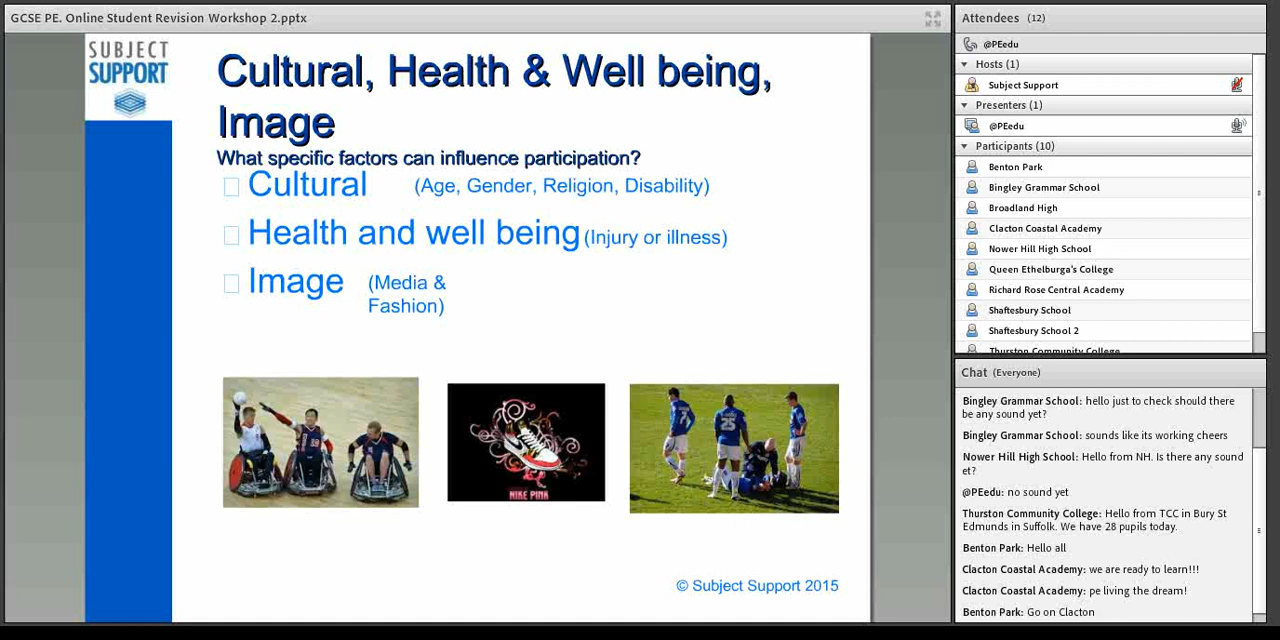 GCSE PE. Online Student Revision Workshop 2.pptx
SUBJECT
SUPPORT
Cultural, Health & Well being,
Image
What specific factors can influence participation?
Cultural (Age, Gender, Religion, Disability)
Health and well being (Injury or illness)
Image (Media &
Fashion)
NIKE PINK
25
© Subject Support 2015
Attendees (12)
@PEedu
Hosts (1)
Subject Support
Presenters (1)
@PEedu
Participants (10)
Benton Park
Bingley Grammar School
Broadland High
Clacton Coastal Academy
Nower Hill High School
Queen Ethelburga's College
Richard Rose Central Academy
Shaftesbury School
Shaftesbury School 2
Thurston Community College
Chat (Everyone)
Bingley Grammar School: hello just to check should there
be any sound yet?
Bingley Grammar School: sounds like its working cheers
Nower Hill High School: Hello from NH. Is there any sound
et?
@PEedu: no sound yet
Thurston Community College: Hello from TCC in Bury St
Edmunds in Suffolk. We have 28 pupils today.
Benton Park: Hello all
Clacton Coastal Academy: we are ready to learn!!!
Clacton Coastal Academy: pe living the dream!
Benton Park: Go on Clacton